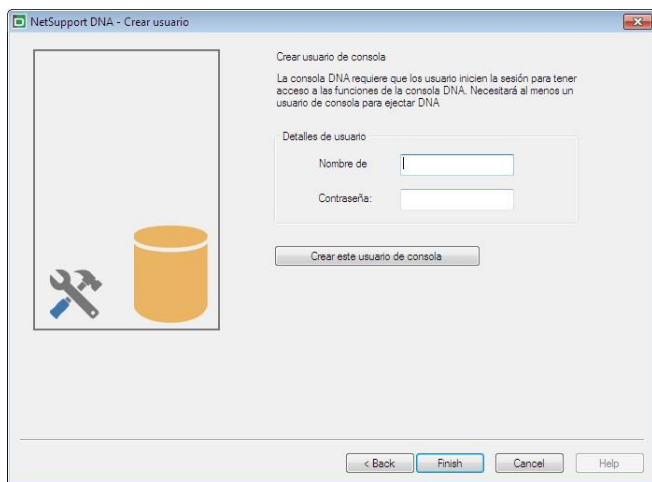 NetSupport DNA - Crear usuario
Crear usuario de consola
La consola DNA requiere que los usuario inicien la sesión para tener
acceso a las funciones de la consola DNA. Necesitará al menos un
usuario de consola para ejectar DNA
Detalles de usuario
Nombre de
Contraseña:
Crear este usuario de consola
< Back
Finish
Cancel
Help